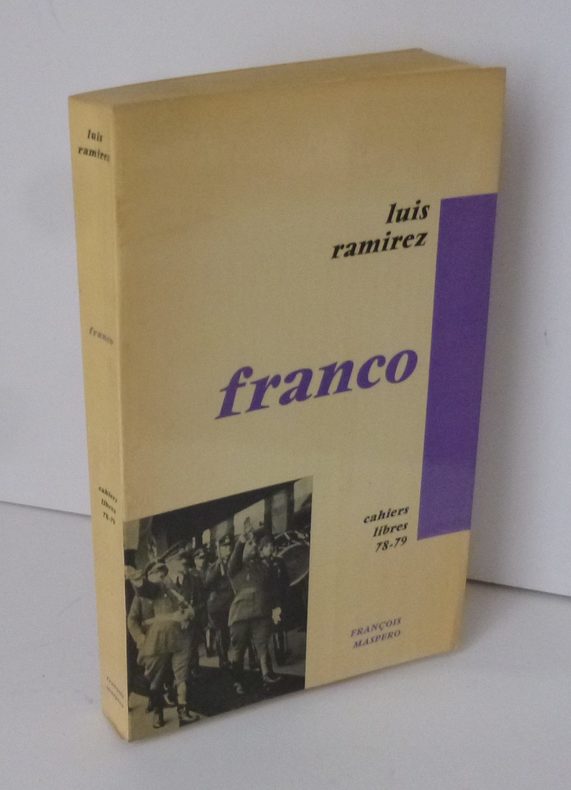 luis
ramirez
franco
cahiers
libres
78-79
FRANÇOIS
MASPERO
luis
ramirez
franco
cahiers
libres
78-79